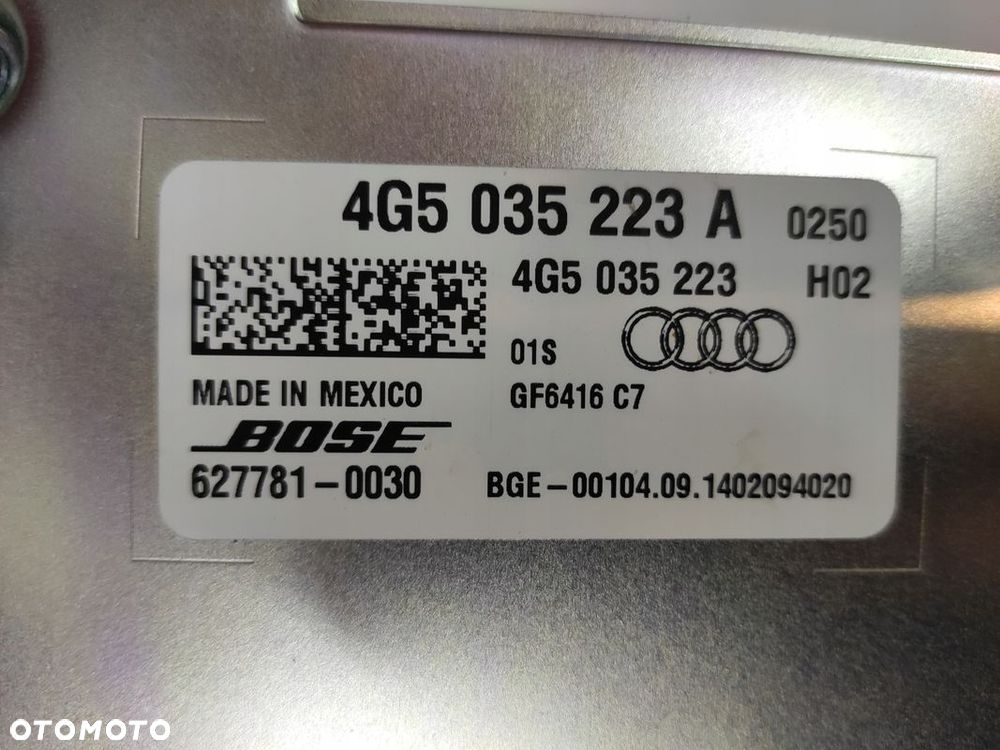 4G5 035 223 A 0250
4G5 035 223 H02
01S
MADE IN MEXICO GF6416 C7
BOSE
627781-0030 BGE-00104.09.1402094020
OTOMOTO